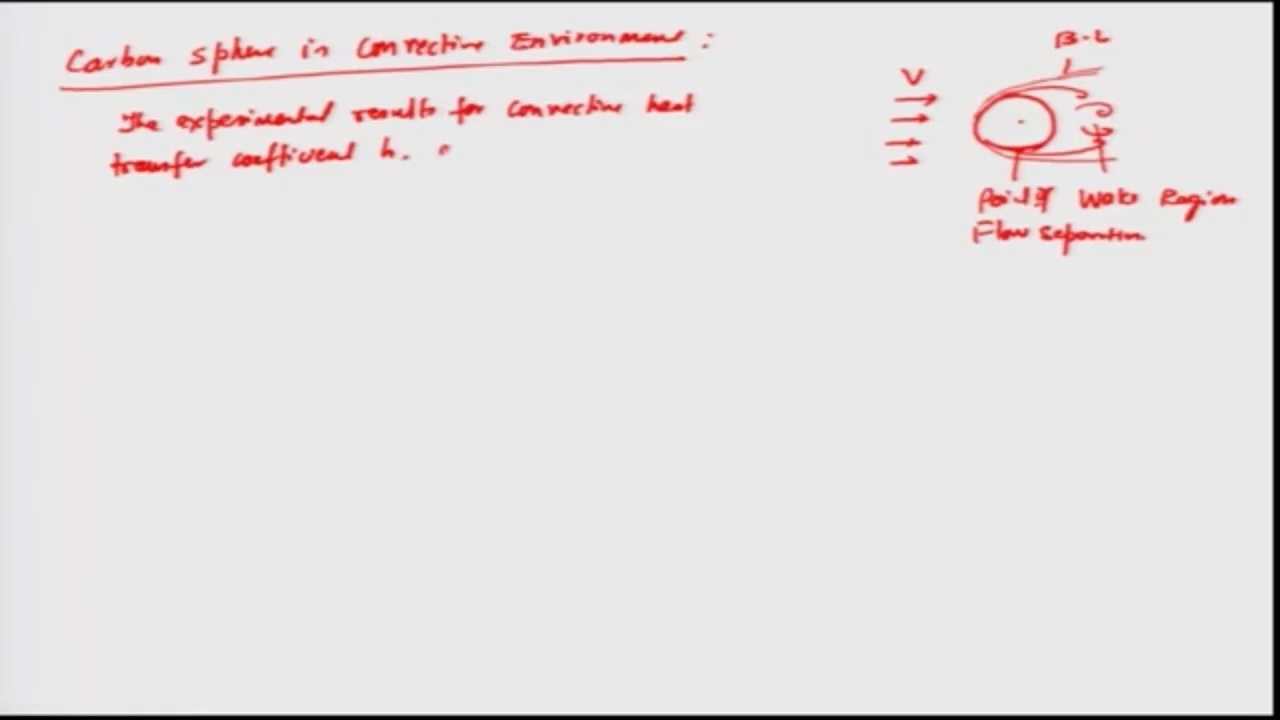 Carbon sphere in Convective Environment :
The experimental results for convective heat
transfer coefficient h.
V
B-L
Point of
Flow separation
Wake Region